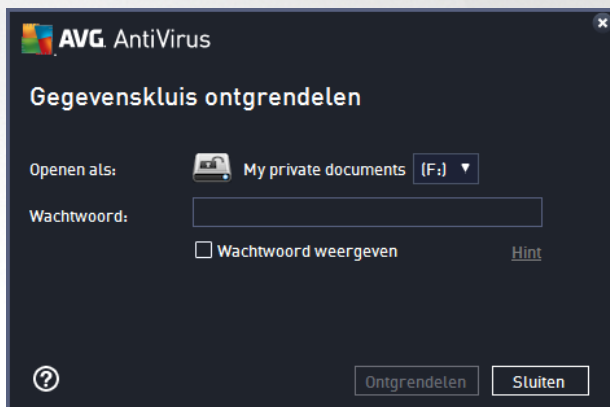 AVG. AntiVirus
Gegevenskluis ontgrendelen
Openen als: My private documents (F:)
Wachtwoord:
Wachtwoord weergeven Hint
Ontgrendelen Sluiten